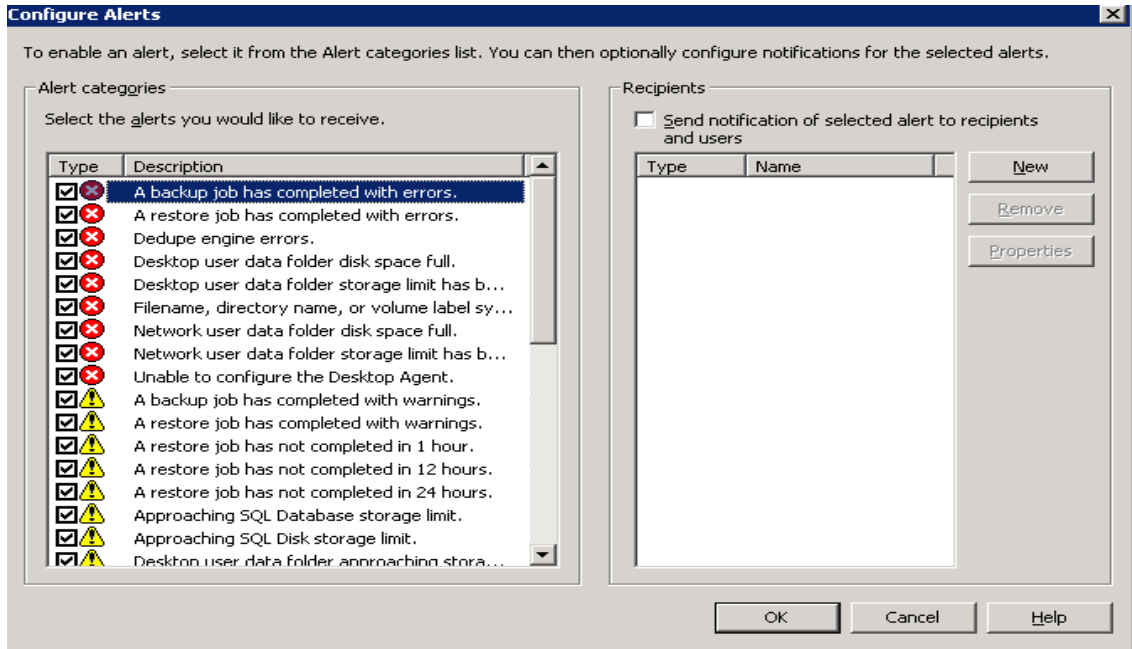 Configure Alerts
To enable an alert, select it from the Alert categories list. You can then optionally configure notifications for the selected alerts.
Alert categories
Select the alerts you would like to receive.
Type Description
A backup job has completed with errors.
A restore job has completed with errors.
Dedupe engine errors.
Desktop user data folder disk space full.
Desktop user data folder storage limit has b...
Filename, directory name, or volume label sy...
Network user data folder disk space full.
Network user data folder storage limit has b...
Unable to configure the Desktop Agent.
A backup job has completed with warnings.
A restore job has completed with warnings.
A restore job has not completed in 1 hour.
A restore job has not completed in 12 hours.
A restore job has not completed in 24 hours.
Approaching SQL Database storage limit.
Approaching SQL Disk storage limit.
Desktop user data folder approaching stora...
Recipients
Send notification of selected alert to recipients
and users
Type Name
New
Remove
Properties
OK Cancel Help